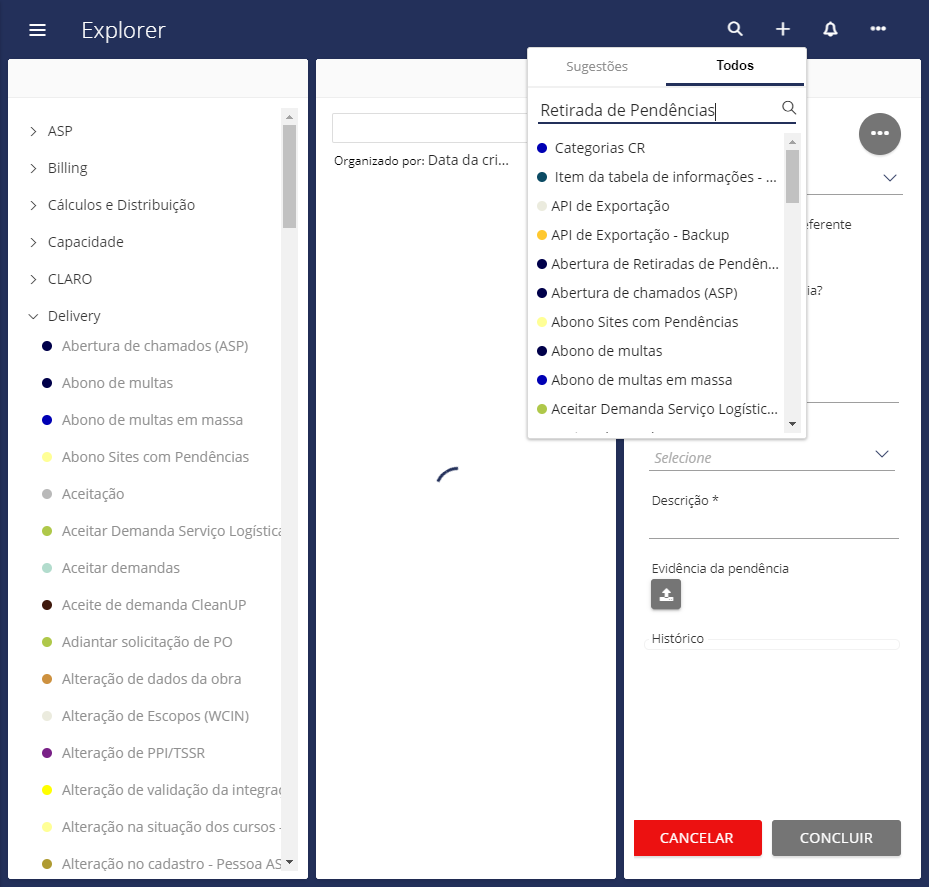 Explorer
ASP
Billing
Cálculos e Distribuição
Capacidade
CLARO
Delivery
Abertura de chamados (ASP)
Abono de multas
Abono de multas em massa
Abono Sites com Pendências
Aceitação
Aceitar Demanda Serviço Logística
Aceitar demandas
Aceite de demanda CleanUP
Adiantar solicitação de PO
Alteração de dados da obra
Alteração de Escopos (WCIN)
Alteração de PPI/TSSR
Alteração de validação da integra
Alteração na situação dos cursos -
Alteração no cadastro - Pessoa AS
Organizado por: Data da cri...
Sugestões
Todos
Retirada de Pendências
Categorias CR
Item da tabela de informações - ...
API de Exportação
API de Exportação - Backup
Abertura de Retiradas de Pendên...
Abertura de chamados (ASP)
Abono Sites com Pendências
Abono de multas
Abono de multas em massa
Aceitar Demanda Serviço Logístic...
eferente
ia?
Selecione
Descrição *
Evidência da pendência
Histórico
CANCELAR
CONCLUIR